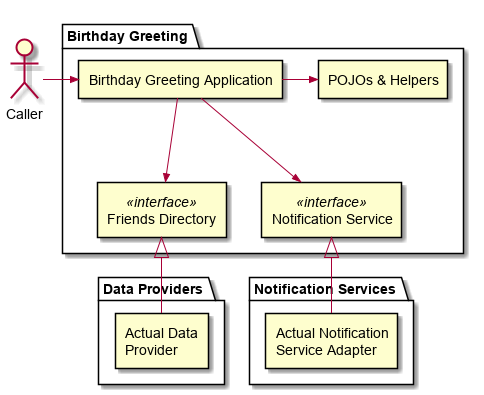 Birthday Greeting
Birthday Greeting Application
POJOs & Helpers
Caller
«interface»
Friends Directory
«interface»
Notification Service
Data Providers
Notification Services
Actual Data
Provider
Actual Notification
Service Adapter